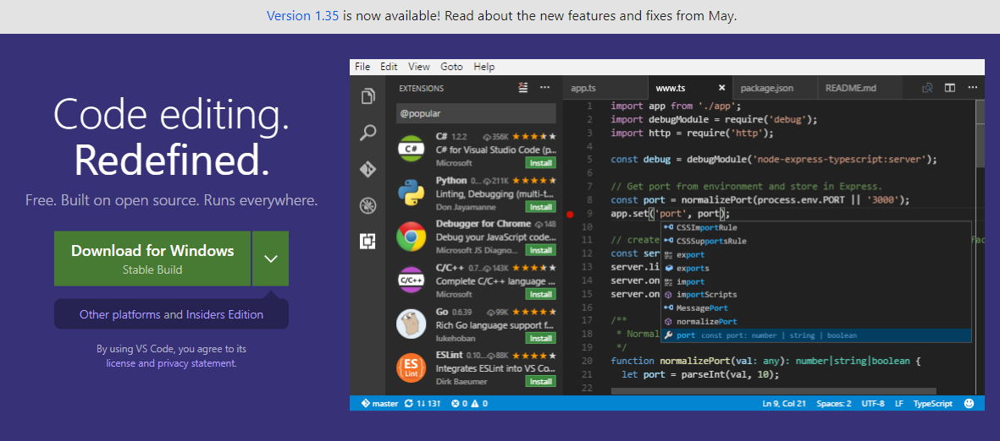 Version 1.35 is now available! Read about the new features and fixes from May.
Code editing.
Redefined.
Free. Built on open source. Runs everywhere.
Download for Windows
Stable Build
Other platforms and Insiders Edition
By using VS Code, you agree to its
license and privacy statement.
File Edit View Goto Help
EXTENSIONS
@popular
C# 1.2.2 356K
C# for Visual Studio Code (p...
Microsoft Install
Python 0... 211K
Linting, Debugging (multi-t...
Don Jayamanne Install
Debugger for Chrome 148
Debug your JavaScript code...
Microsoft JS Diagno... Install
C/C++ 0.7... 143K
Complete C/C++ language ...
Microsoft Install
Go 0.6.39 99K
Rich Go language support f...
lukehoban Install
ESLint 0.10... 88K
Integrates ESLint into VS Co...
Dirk Baeumer Install
C#
C/C++
ES
Lint
app.ts www.ts package.json README.md
1 import app from './app';
2 import debugModule = require('debug');
3 import http = require('http');
4
5 const debug = debugModule('node-express-typescript:server');
6
7 // Get port from environment and store in Express.
8 const port = normalizePort(process.env.PORT || '3000');
9 app.set('port', port);
10
11 // create Fac
12 const ser
13 server.li
14 server.on
15 server.on
16
17 /**
18 * Normal
19 */
20 function normalizePort(val: any): number|string|boolean {
21 let port = parseInt(val, 10);
22
CSSImportRule
CSSSupportsRule
export
exports
import
importScripts
MessagePort
normalizePort
port const port: number | string | boolean
master 1↓ 13↑ 0 0 Ln 9, Col 21 Spaces: 2 UTF-8 LF TypeScript